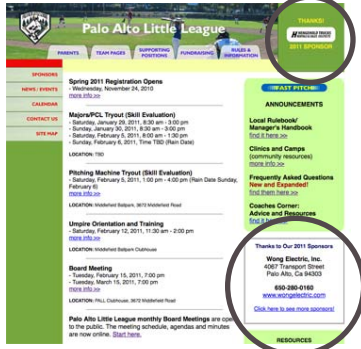 Palo Alto Little League
THANKS!
2011 SPONSOR
PARENTS
TEAM PAGES
SUPPORTING POSITIONS
FUNDRAISING
RULES & INFORMATION
SPONSORS
NEWS / EVENTS
CALENDAR
CONTACT US
SITE MAP
Spring 2011 Registration Opens
- Wednesday, November 24, 2010
more info >>
Majors/PCL Tryout (Skill Evaluation)
- Saturday, January 29, 2011, 8:30 am - 3:00 pm
- Sunday, January 30, 2011, 8:30 am - 3:00 pm
- Saturday, February 5, 2011, 8:00 am - 1:30 pm
- Sunday, February 6, 2011, Time TBD (Rain Date)
LOCATION: TBD
Pitching Machine Tryout (Skill Evaluation)
- Saturday, February 5, 2011, 1:00 pm - 4:00 pm (Rain Date Sunday,
February 6)
more info >>
LOCATION: Middlefield Ballpark, 3672 Middlefield Road
Umpire Orientation and Training
- Saturday, February 12, 2011, 11:30 am - 2:00 pm
more info >>
LOCATION: Middlefield Ballpark Clubhouse
Board Meeting
- Tuesday, February 15, 2011, 7:00 pm
- Tuesday, March 15, 2011, 7:00 pm
LOCATION: PALL Clubhouse, 3672 Middlefield Road
Palo Alto Little League monthly Board Meetings are open
to the public. The meeting schedule, agendas and minutes
are now online. Start here.
FAST PITCH
ANNOUNCEMENTS
Local Rulebook/
Manager's Handbook
find it here >>
Clinics and Camps
(community resources)
more info >>
Frequently Asked Questions
New and Expanded!
find them here >>
Coaches Corner:
Advice and Resources
find it here >>
Thanks to Our 2011 Sponsors
Wong Electric, Inc.
4067 Transport Street
Palo Alto, Ca 94303
650-280-0160
www.wongelectric.com
Click here to see more sponsors!
RESOURCES